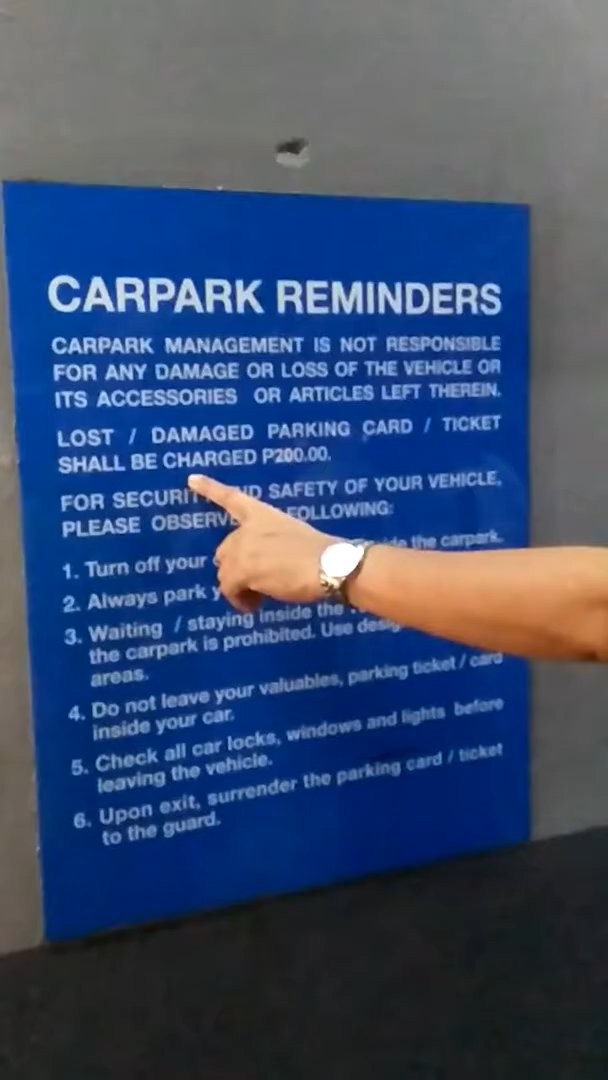 CARPARK REMINDERS
CARPARK MANAGEMENT IS NOT RESPONSIBLE
FOR ANY DAMAGE OR LOSS OF THE VEHICLE OR
ITS ACCESSORIES OR ARTICLES LEFT THEREIN.
LOST / DAMAGED PARKING CARD / TICKET
SHALL BE CHARGED P200.00.
FOR SECURITY AND SAFETY OF YOUR VEHICLE,
PLEASE OBSERVE FOLLOWING:
1. Turn off your the carpark.
2. Always park
3. Waiting / staying inside the
the carpark is prohibited. Use
areas.
4. Do not leave your valuables, parking ticket / card
inside your car.
5. Check all car locks, windows and lights before
leaving the vehicle.
6. Upon exit, surrender the parking card / ticket
to the guard.